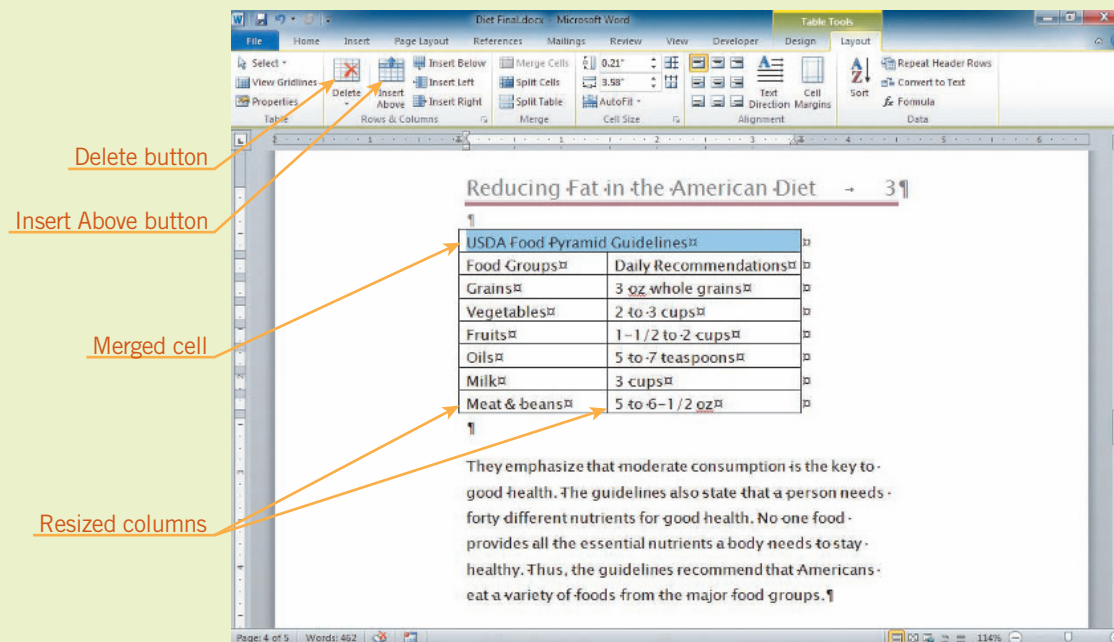 Diet Final.docx - Microsoft Word
Table Tools
File Home Insert Page Layout References Mailings Review View Developer Design Layout
Select
View Gridlines
Properties
Table
Delete
Insert Above
Insert Below
Insert Left
Insert Right
Rows & Columns
Merge Cells
Split Cells
Split Table
Merge
0.21"
3.58"
AutoFit
Cell Size
Text Direction
Cell Margins
Alignment
Sort
Repeat Header Rows
Convert to Text
Formula
Data
2 1 1 2 3 4 5 6
Delete button
Insert Above button
Merged cell
Resized columns
Reducing Fat in the American Diet → 3¶
¶
USDA Food Pyramid Guidelines¤ ¤
Food Groups¤ Daily Recommendations¤ ¤
Grains¤ 3 oz whole grains¤ ¤
Vegetables¤ 2 to 3 cups¤ ¤
Fruits¤ 1-1/2 to 2 cups¤ ¤
Oils¤ 5 to 7 teaspoons¤ ¤
Milk¤ 3 cups¤ ¤
Meat & beans¤ 5 to 6-1/2 oz¤ ¤
¶
They emphasize that moderate consumption is the key to
good health. The guidelines also state that a person needs
forty different nutrients for good health. No one food
provides all the essential nutrients a body needs to stay
healthy. Thus, the guidelines recommend that Americans
eat a variety of foods from the major food groups.¶
Page: 4 of 5 Words: 462 114%